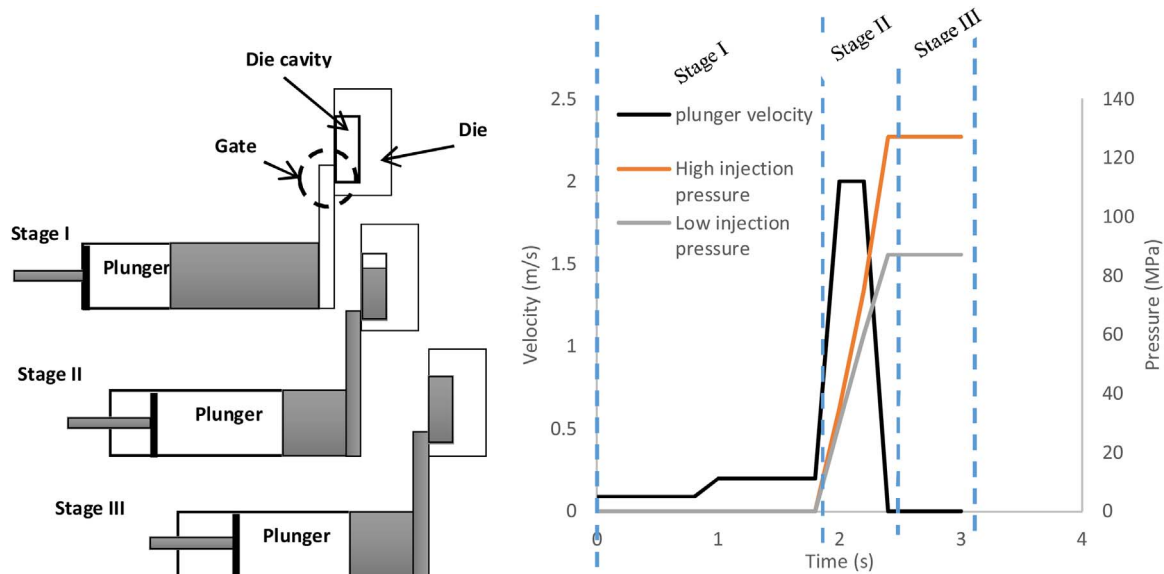 Die cavity
Gate
Die
Stage I
Plunger
Stage II
Plunger
Stage III
Plunger
Stage I
Stage II
Stage III
2.5
2
1.5
1
0.5
0
Velocity (m/s)
plunger velocity
High injection
pressure
Low injection
pressure
140
120
100
80
60
40
20
0
Pressure (MPa)
0
1
2
3
4
Time (s)